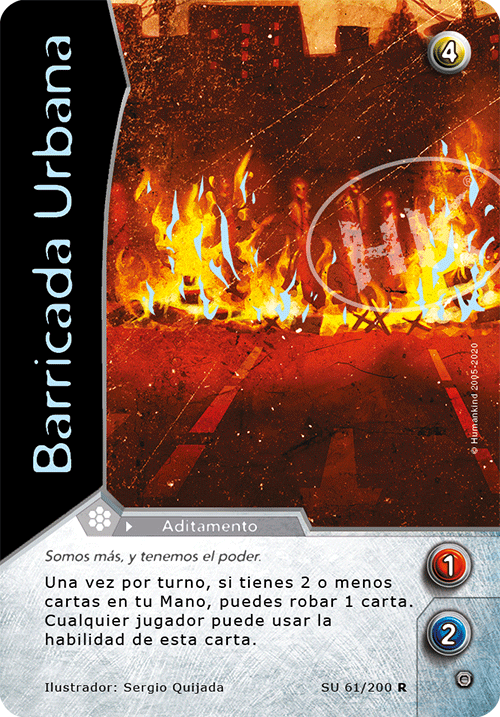 Barricada Urbana
4
HK
© Humankind 2005-2020
Aditamento
Somos más, y tenemos el poder.
Una vez por turno, si tienes 2 o menos
cartas en tu Mano, puedes robar 1 carta.
Cualquier jugador puede usar la
habilidad de esta carta.
1
2
Ilustrador: Sergio Quijada
SU 61/200 R